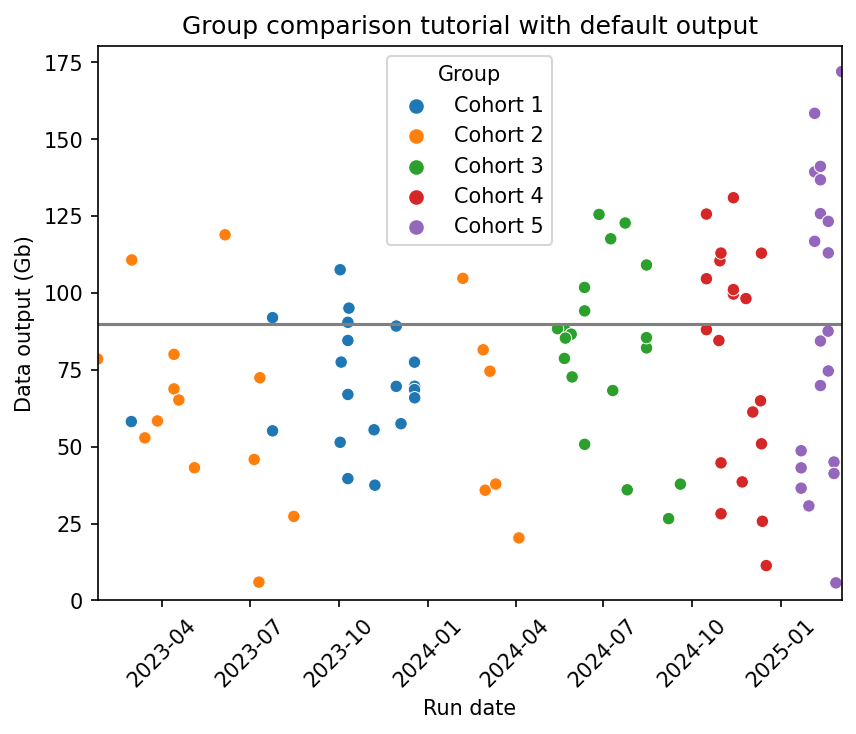 Group comparison tutorial with default output
Group
Cohort 1
Cohort 2
Cohort 3
Cohort 4
Cohort 5
Data output (Gb)
175
150
125
100
75
50
25
0
2023-04
2023-07
2023-10
2024-01
2024-04
2024-07
2024-10
2025-01
Run date